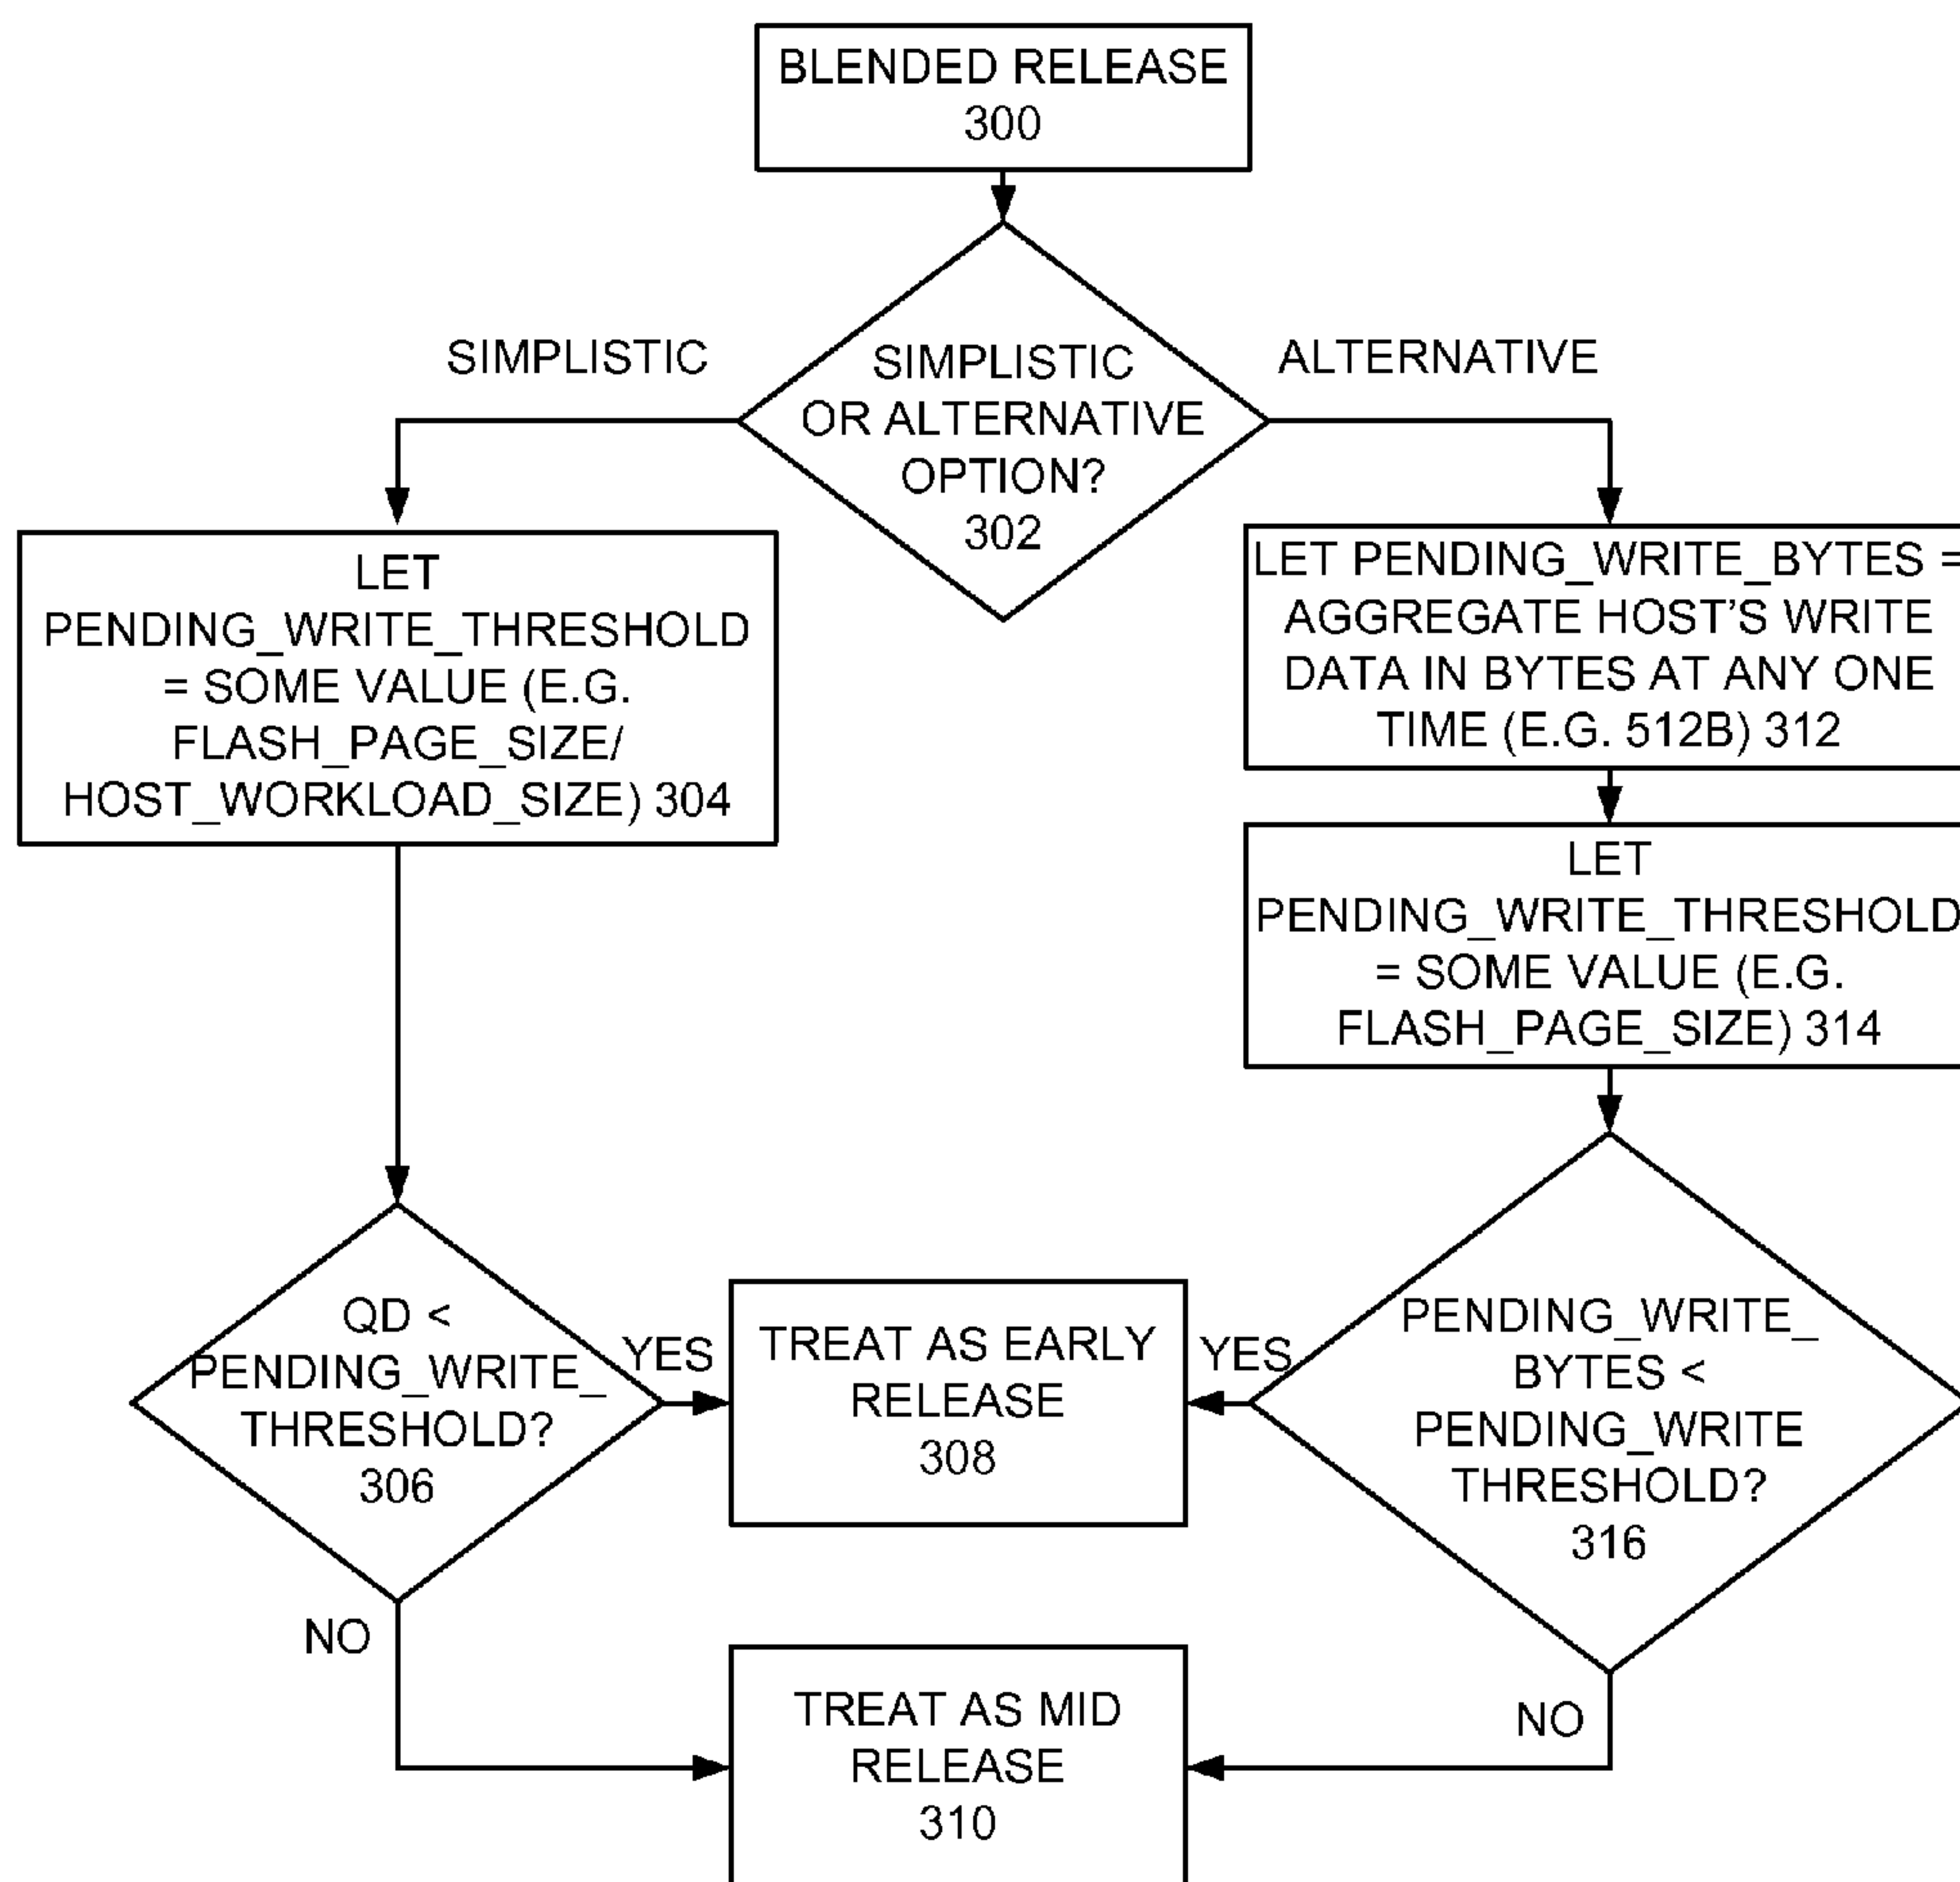 BLENDED RELEASE
300
SIMPLISTIC
ALTERNATIVE
SIMPLISTIC
OR ALTERNATIVE
OPTION?
302
LET
PENDING_WRITE_THRESHOLD
= SOME VALUE (E.G.
FLASH_PAGE_SIZE/
HOST_WORKLOAD_SIZE) 304
LET PENDING_WRITE_BYTES =
AGGREGATE HOST'S WRITE
DATA IN BYTES AT ANY ONE
TIME (E.G. 512B) 312
LET
PENDING_WRITE_THRESHOLD
= SOME VALUE (E.G.
FLASH_PAGE_SIZE) 314
QD <
PENDING_WRITE_
THRESHOLD?
306
YES
TREAT AS EARLY
RELEASE
308
YES
PENDING_WRITE_
BYTES <
PENDING_WRITE
THRESHOLD?
316
NO
TREAT AS MID
RELEASE
310
NO